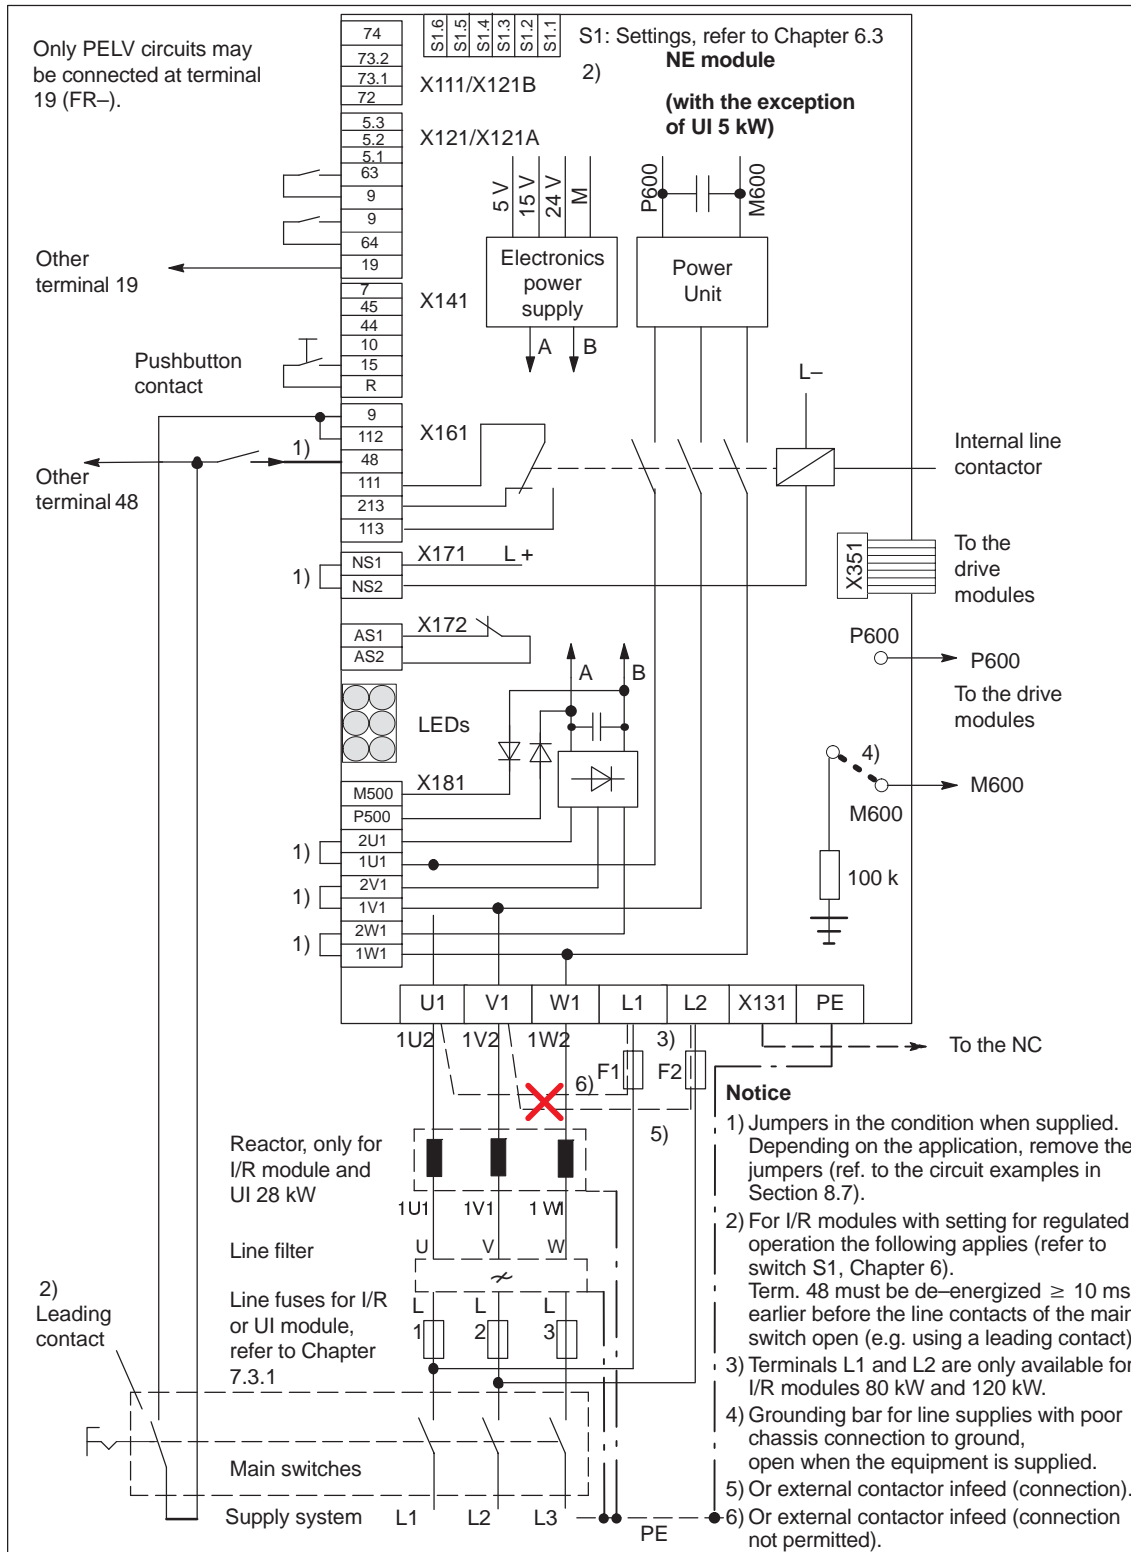 Only PELV circuits may
be connected at terminal
19 (FR–).
74
73.2
73.1
72
S1.6
S1.5
S1.4
S1.3
S1.2
S1.1
S1: Settings, refer to Chapter 6.3
2)
NE module
(with the exception
of UI 5 kW)
X111/X121B
5.3
5.2
5.1
63
9
9
64
19
X121/X121A
5 V
15 V
24 V
M
P600
M600
Electronics
power
supply
Power
Unit
A
B
Other
terminal 19
7
45
44
10
15
R
X141
Pushbutton
contact
L–
9
112
48
111
213
113
X161
1)
Other
terminal 48
Internal line
contactor
NS1
NS2
X171
L +
1)
X351
To the
drive
modules
AS1
AS2
X172
P600
P600
To the drive
modules
A
B
LEDs
4)
M600
M600
M500
P500
2U1
1U1
2V1
1V1
2W1
1W1
X181
1)
1)
1)
100 k
U1
V1
W1
L1
L2
X131
PE
1U2
1V2
1W2
3)
To the NC
F1
F2
6)
5)
Reactor, only for
I/R module and
UI 28 kW
1U1
1V1
1W1
Line filter
U
V
W
Line fuses for I/R
or UI module,
refer to Chapter
7.3.1
L
1
L
2
L
3
2)
Leading
contact
Main switches
Supply system
L1
L2
L3
PE
Notice
1) Jumpers in the condition when supplied.
Depending on the application, remove the
jumpers (ref. to the circuit examples in
Section 8.7).
2) For I/R modules with setting for regulated
operation the following applies (refer to
switch S1, Chapter 6).
Term. 48 must be de–energized ≥ 10 ms
earlier before the line contacts of the main
switch open (e.g. using a leading contact)
3) Terminals L1 and L2 are only available for
I/R modules 80 kW and 120 kW.
4) Grounding bar for line supplies with poor
chassis connection to ground,
open when the equipment is supplied.
5) Or external contactor infeed (connection).
6) Or external contactor infeed (connection
not permitted).